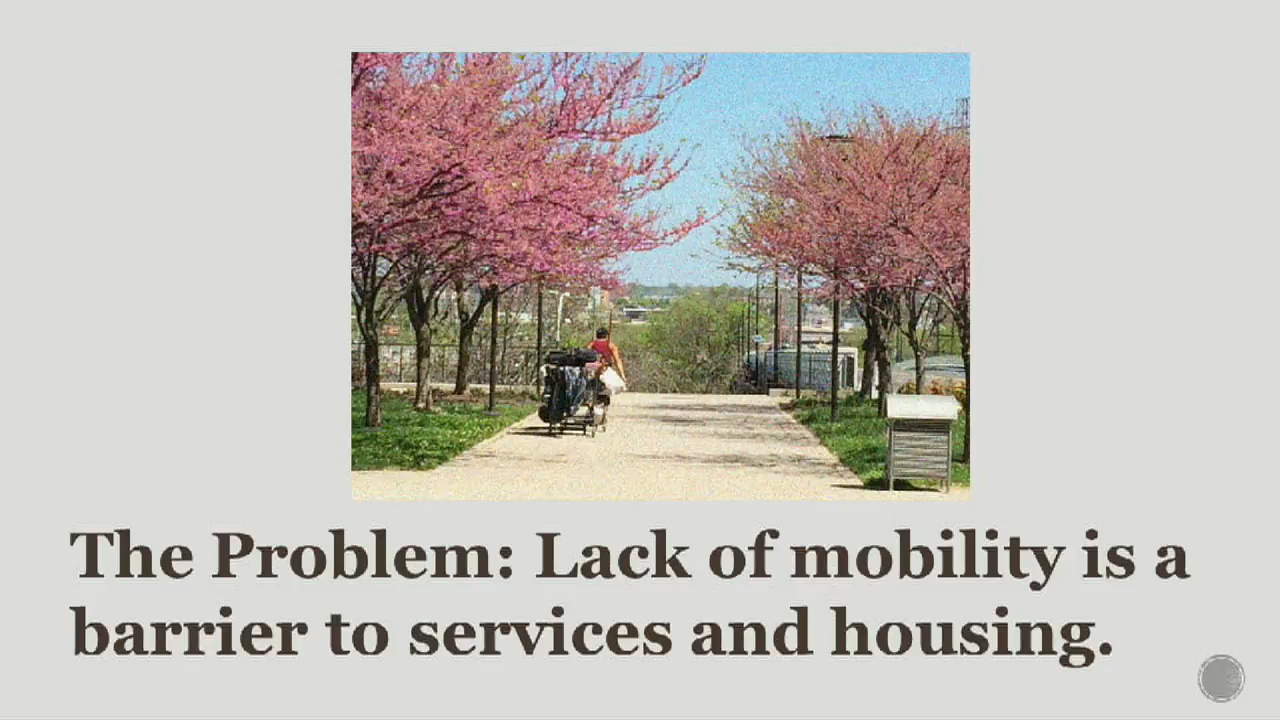 The Problem: Lack of mobility is a
barrier to services and housing.